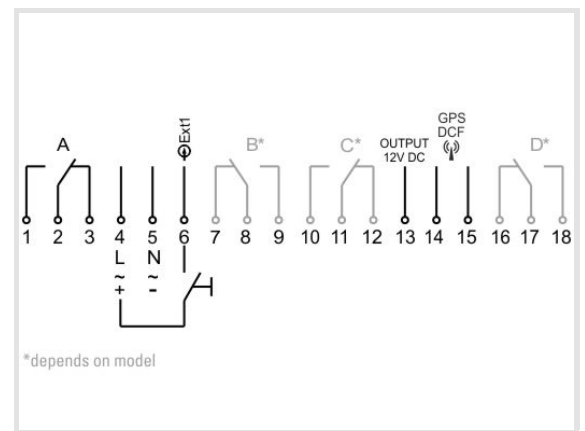 GPS
DCF
A
Ext1
B*
C*
OUTPUT
12V DC
D*
1 2 3 4 5 6 7 8 9 10 11 12 13 14 15 16 17 18
L N
~ ~
+ -
*depends on model